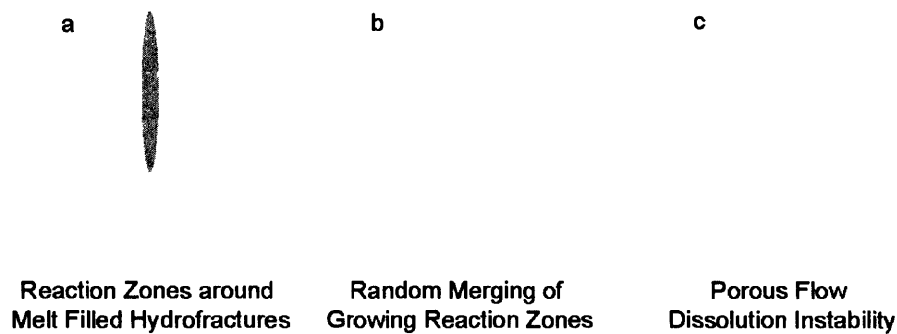 a
b
c
Reaction Zones around
Melt Filled Hydrofractures
Random Merging of
Growing Reaction Zones
Porous Flow
Dissolution Instability